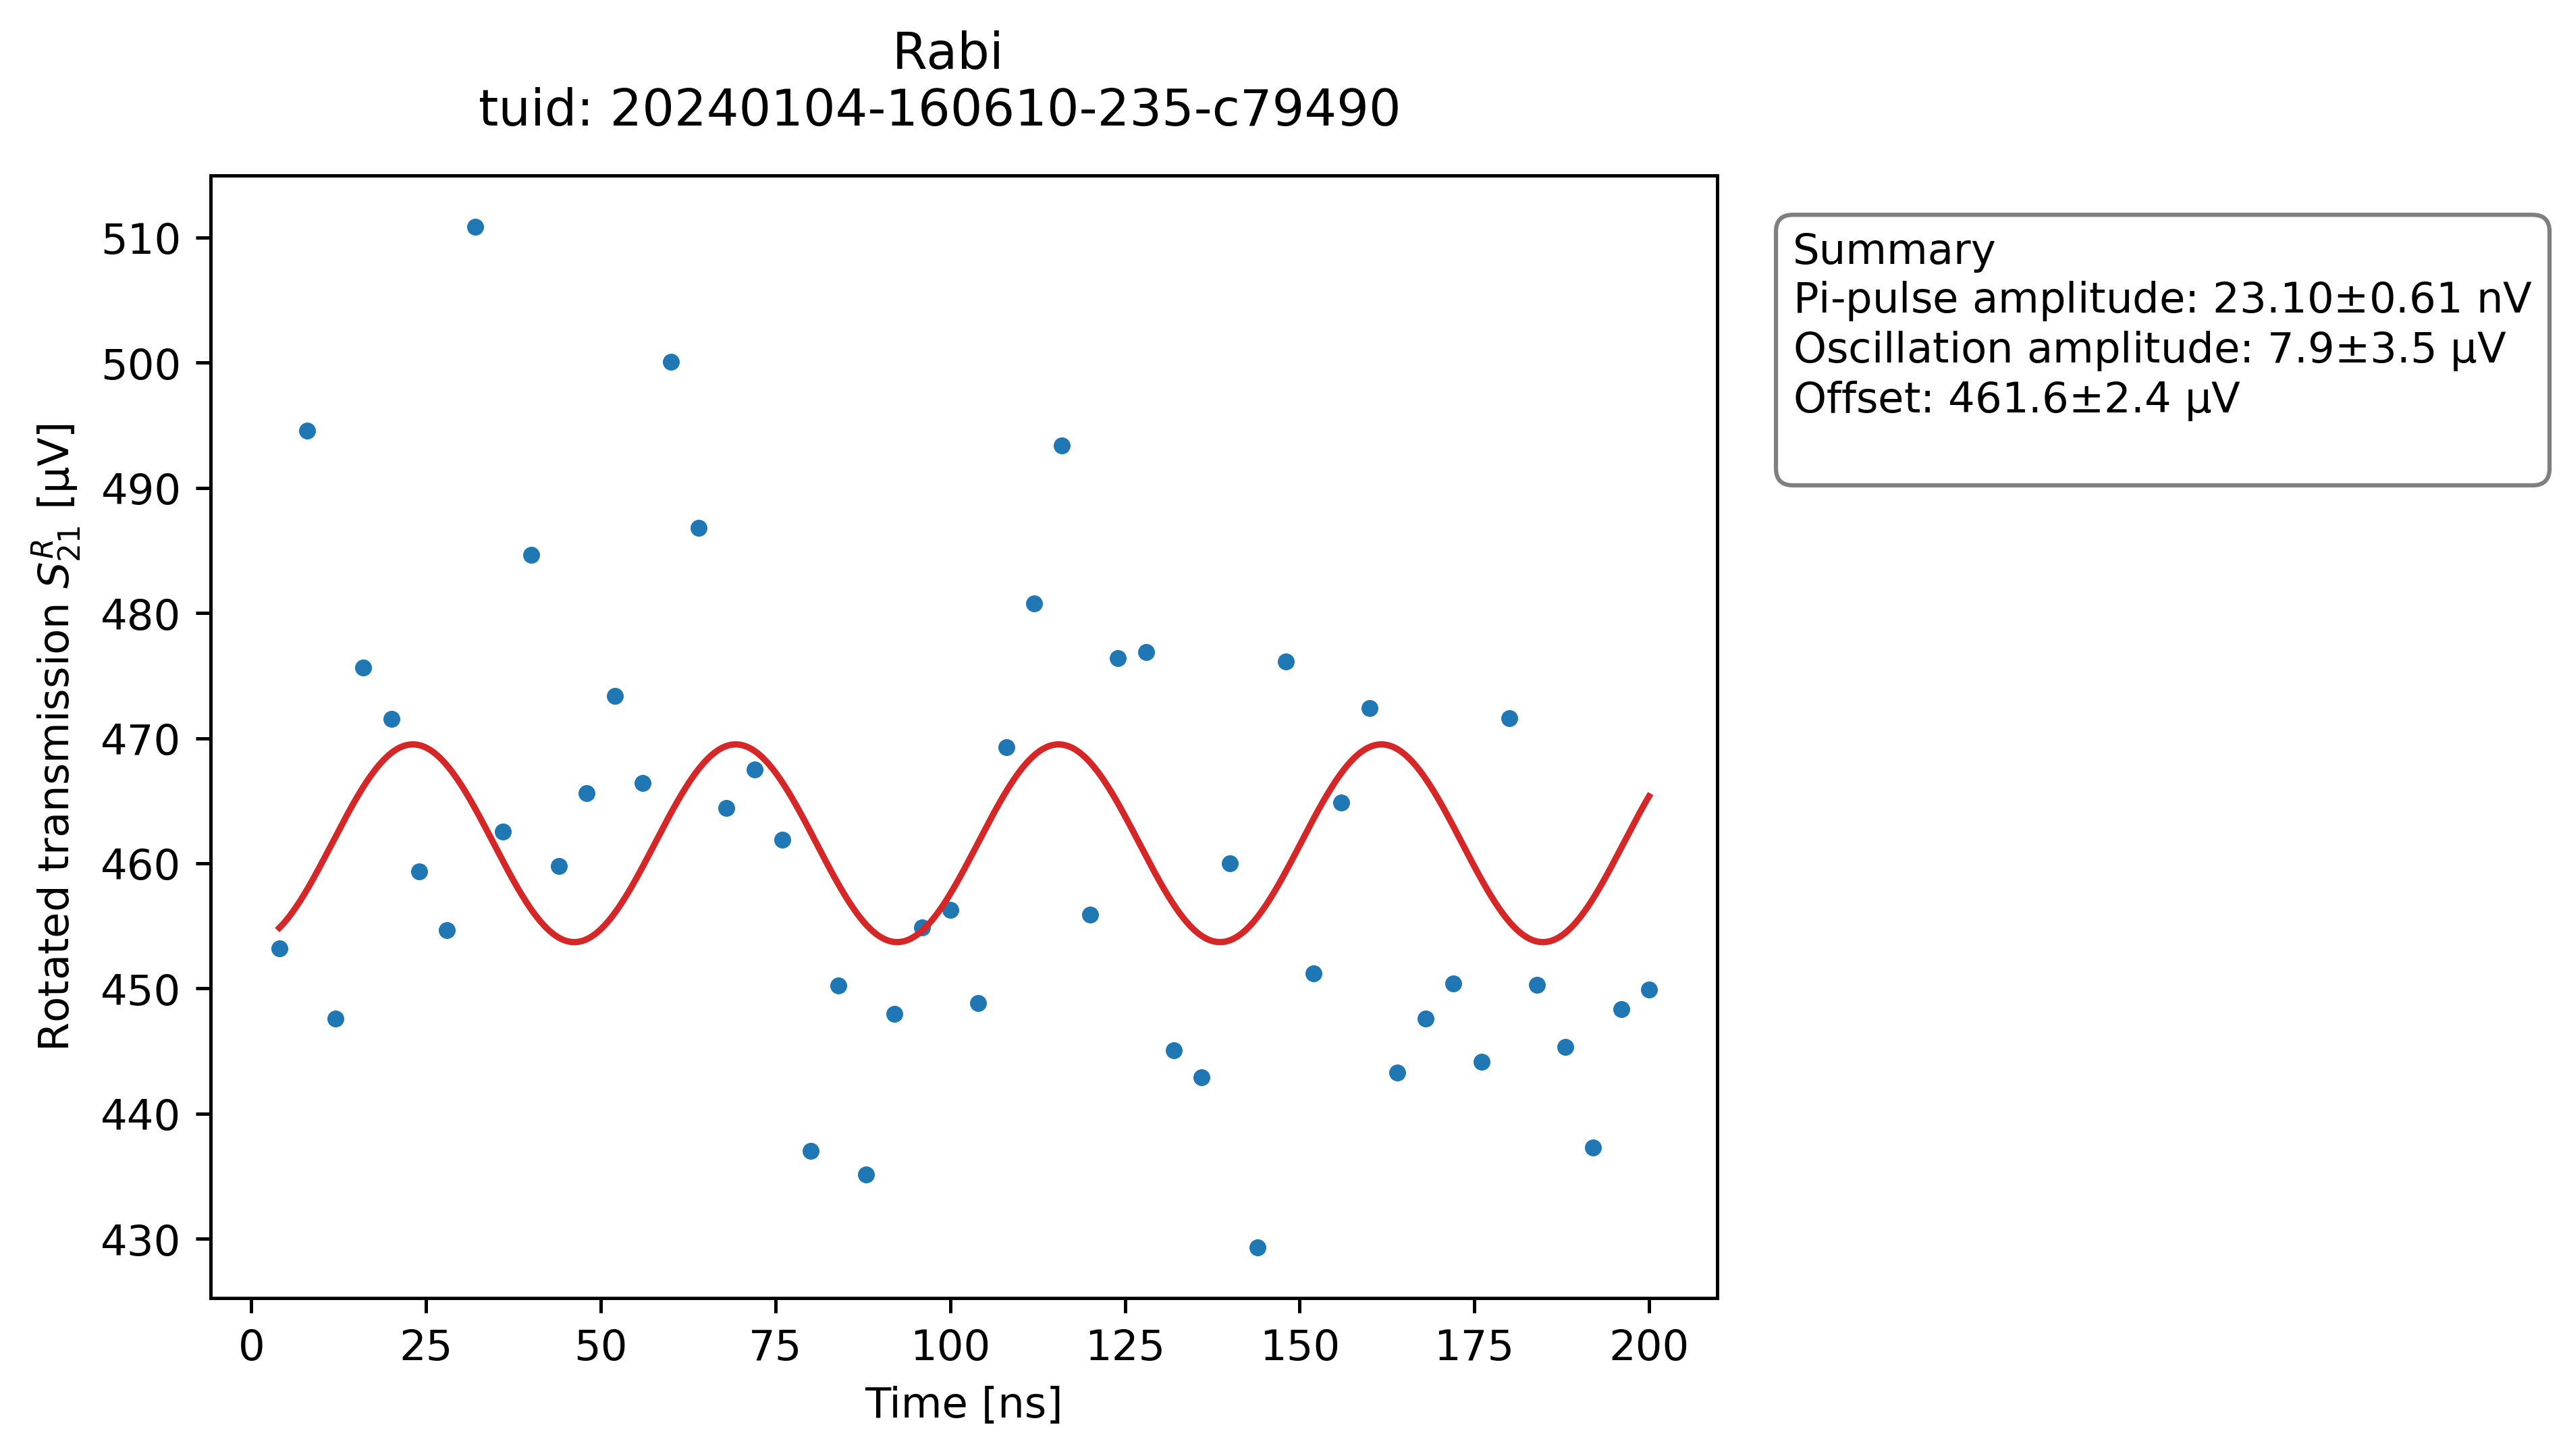 Rabi
tuid: 20240104-160610-235-c79490
Rotated transmission S_21^R [µV]
510
500
490
480
470
460
450
440
430
0 25 50 75 100 125 150 175 200
Time [ns]
Summary
Pi-pulse amplitude: 23.10±0.61 nV
Oscillation amplitude: 7.9±3.5 µV
Offset: 461.6±2.4 µV